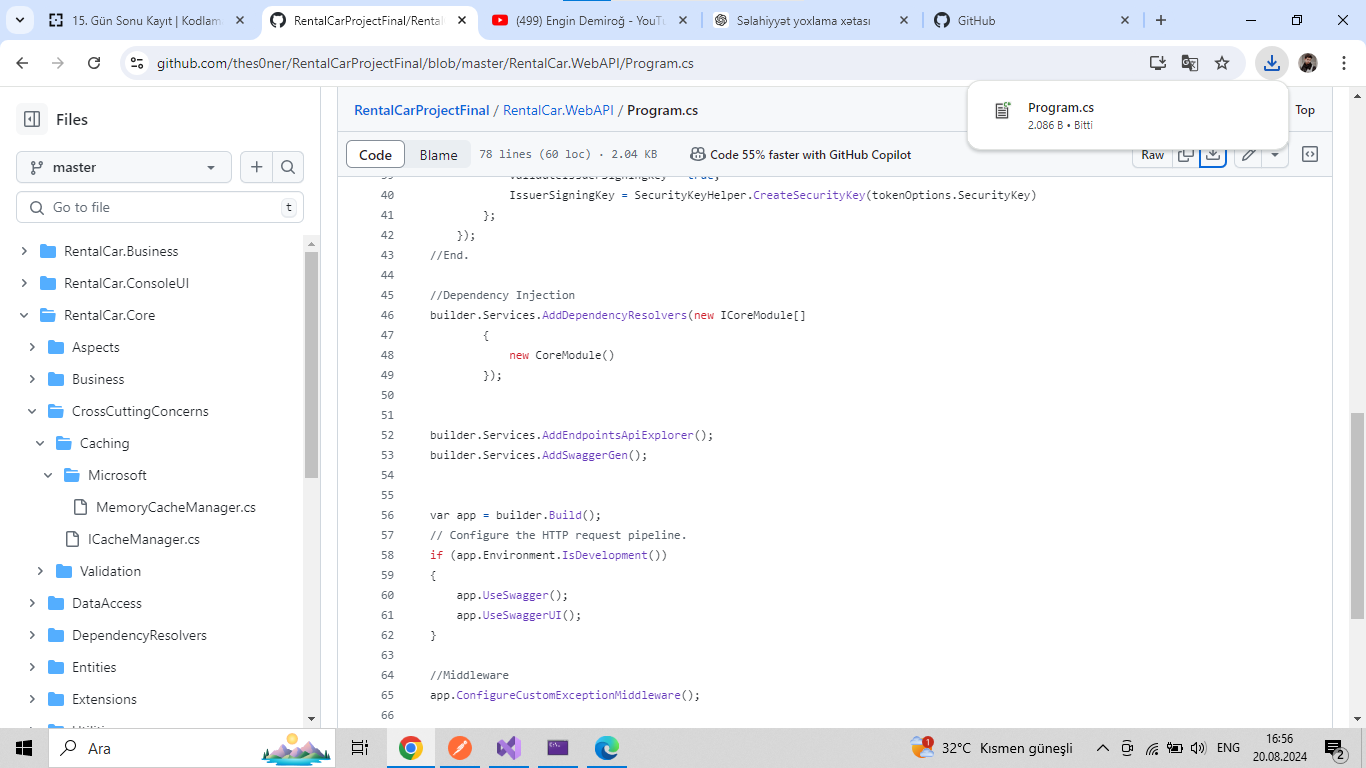 15. Gün Sonu Kayıt | Kodlam
RentalCarProjectFinal/Rental
(499) Engin Demiroğ - YouTu
Səlahiyyət yoxlama xətası
GitHub
github.com/thes0ner/RentalCarProjectFinal/blob/master/RentalCar.WebAPI/Program.cs
Program.cs
2.086 B • Bitti
Files
master
Go to file
t
RentalCar.Business
RentalCar.ConsoleUI
RentalCar.Core
Aspects
Business
CrossCuttingConcerns
Caching
Microsoft
MemoryCacheManager.cs
ICacheManager.cs
Validation
DataAccess
DependencyResolvers
Entities
Extensions
RentalCarProjectFinal / RentalCar.WebAPI / Program.cs
Top
Code
Blame
78 lines (60 loc) · 2.04 KB
Code 55% faster with GitHub Copilot
Raw
40 IssuerSigningKey = SecurityKeyHelper.CreateSecurityKey(tokenOptions.SecurityKey)
41 };
42 });
43 //End.
44
45 //Dependency Injection
46 builder.Services.AddDependencyResolvers(new ICoreModule[]
47 {
48 new CoreModule()
49 });
50
51
52 builder.Services.AddEndpointsApiExplorer();
53 builder.Services.AddSwaggerGen();
54
55
56 var app = builder.Build();
57 // Configure the HTTP request pipeline.
58 if (app.Environment.IsDevelopment())
59 {
60 app.UseSwagger();
61 app.UseSwaggerUI();
62 }
63
64 //Middleware
65 app.ConfigureCustomExceptionMiddleware();
66
Ara
1
32°C Kısmen güneşli
ENG
16:56
20.08.2024
2